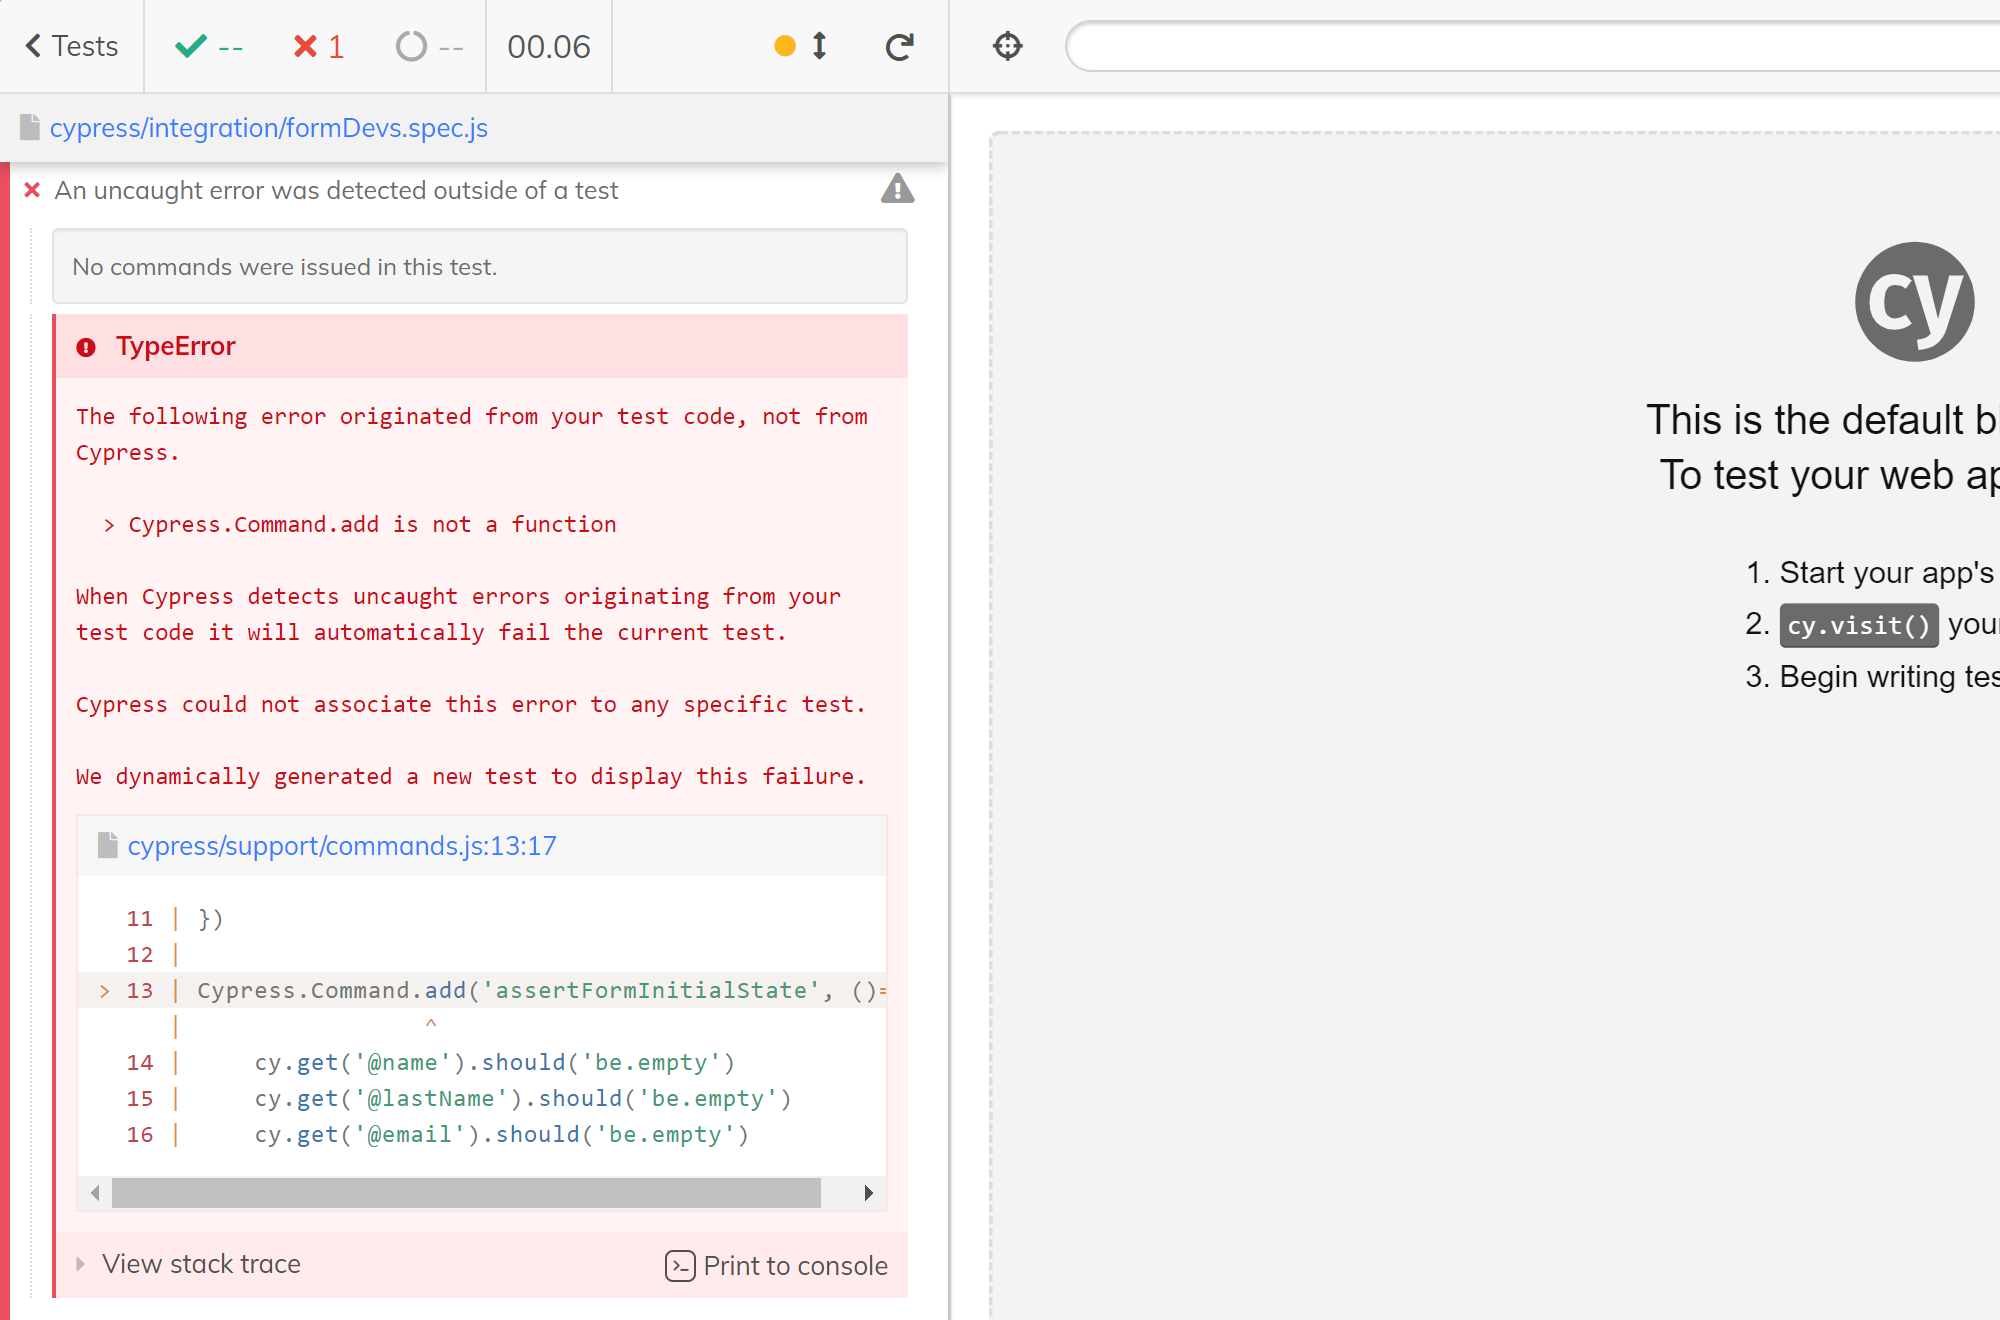 Tests -- 1 -- 00.06
cypress/integration/formDevs.spec.js
An uncaught error was detected outside of a test
No commands were issued in this test.
TypeError
The following error originated from your test code, not from
Cypress.
> Cypress.Command.add is not a function
When Cypress detects uncaught errors originating from your
test code it will automatically fail the current test.
Cypress could not associate this error to any specific test.
We dynamically generated a new test to display this failure.
cypress/support/commands.js:13:17
11 | })
12 |
> 13 | Cypress.Command.add('assertFormInitialState', ()=
| ^
14 | cy.get('@name').should('be.empty')
15 | cy.get('@lastName').should('be.empty')
16 | cy.get('@email').should('be.empty')
View stack trace
Print to console
cy
This is the default
To test your web
1. Start your app's
2. cy.visit()
3. Begin writing